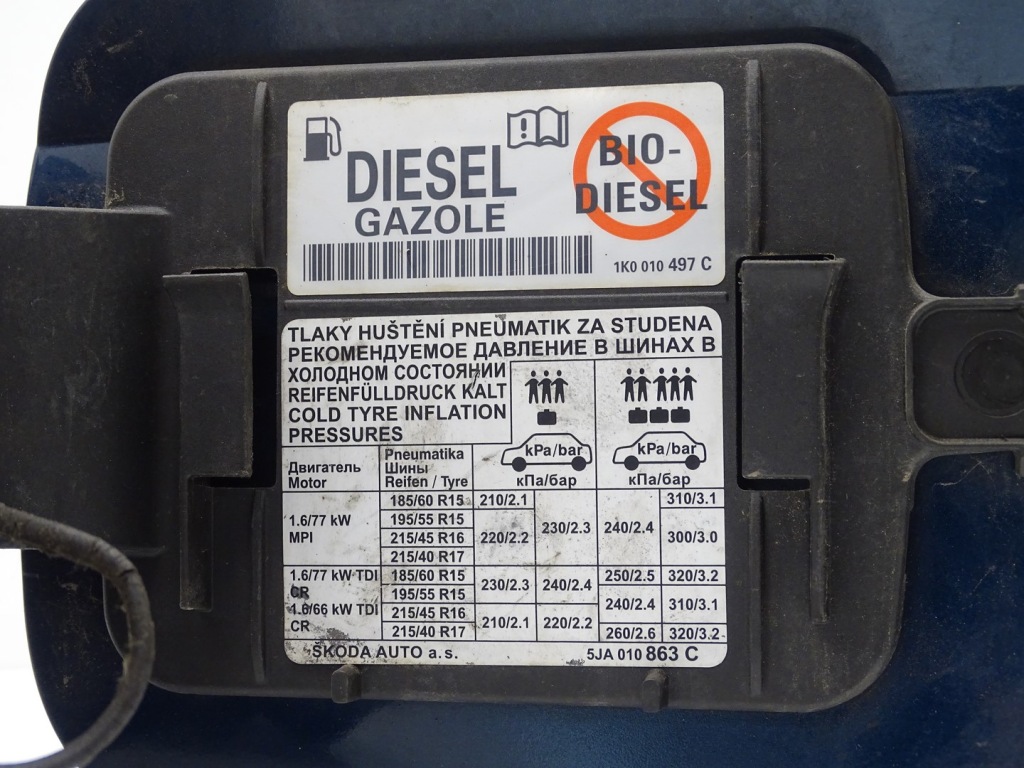 DIESEL
GAZOLE
BIO-
DIESEL
1K0 010 497 C
TLAKY HUŠTĚNÍ PNEUMATIK ZA STUDENA
РЕКОМЕНДУЕМОЕ ДАВЛЕНИЕ В ШИНАХ В
ХОЛОДНОМ СОСТОЯНИИ
REIFENFÜLLDRUCK KALT
COLD TYRE INFLATION
PRESSURES
kPa/bar kPa/bar
кПа/бар кПа/бар
Двигатель
Motor
Pneumatika
Шины
Reifen / Tyre
1.6/77 kW
MPI
185/60 R15 210/2.1 310/3.1
195/55 R15
215/45 R16 220/2.2 230/2.3 240/2.4 300/3.0
215/40 R17
1.6/77 kW TDI
CR
1.6/66 kW TDI
CR
185/60 R15 230/2.3 240/2.4 250/2.5 320/3.2
195/55 R15
215/45 R16 210/2.1 220/2.2 240/2.4 310/3.1
215/40 R17 260/2.6 320/3.2
ŠKODA AUTO a.s. 5JA 010 863 C